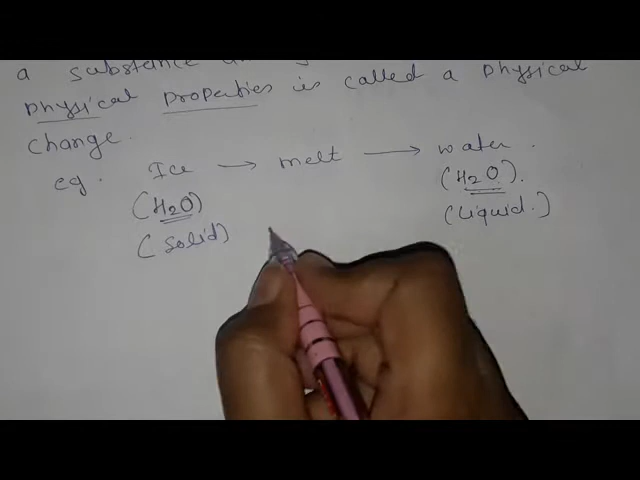 a substance
physical properties is called a physical
change.
eg. Ice → melt → water.
(H2O) (H2O).
(solid) (liquid.)